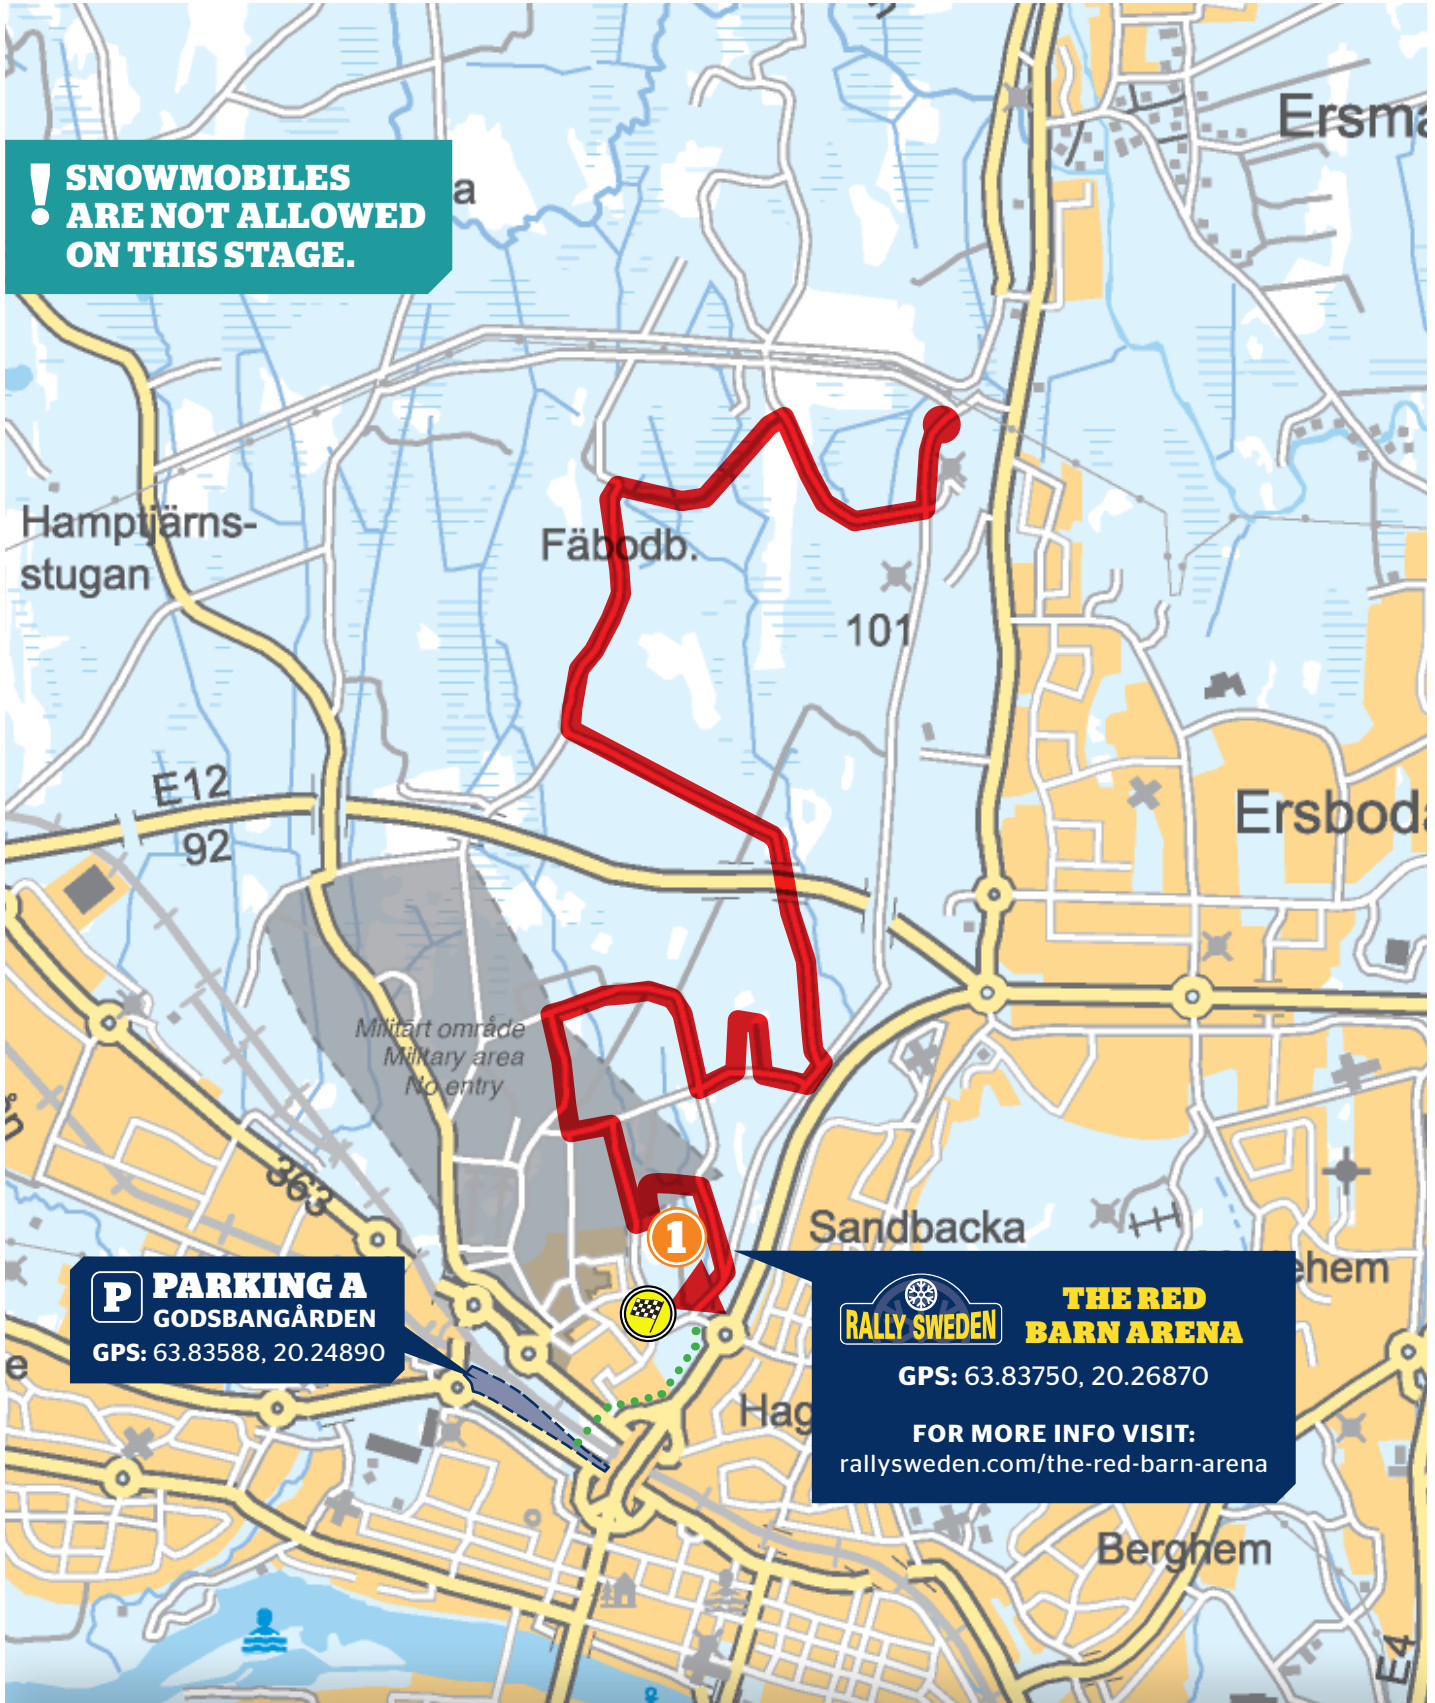 Ersma
!
SNOWMOBILES
ARE NOT ALLOWED
ON THIS STAGE.
a
Hamptjärns-
stugan
Fäbodb.
101
E12
92
Ersboda
Militärt område
Military area
No entry
363
Sandbacka
ehem
1
P
PARKING A
GODSBANGÅRDEN
GPS: 63.83588, 20.24890
RALLY SWEDEN
THE RED
BARN ARENA
GPS: 63.83750, 20.26870
FOR MORE INFO VISIT:
rallysweden.com/the-red-barn-arena
e
Hag
Berghem
E4